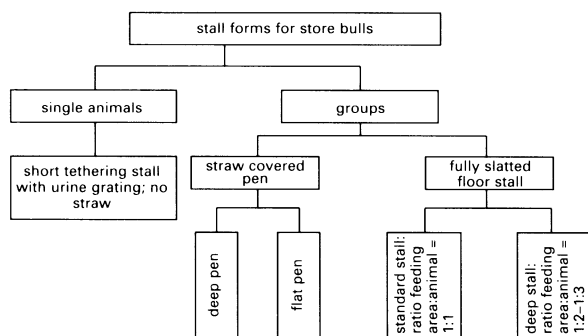 stall forms for store bulls
single animals
groups
short tethering stall
with urine grating; no
straw
straw covered
pen
fully slatted
floor stall
deep pen
flat pen
standard stall:
ratio feeding
area:animal =
1:1
deep stall:
ratio feeding
area:animal =
1:2–1:3